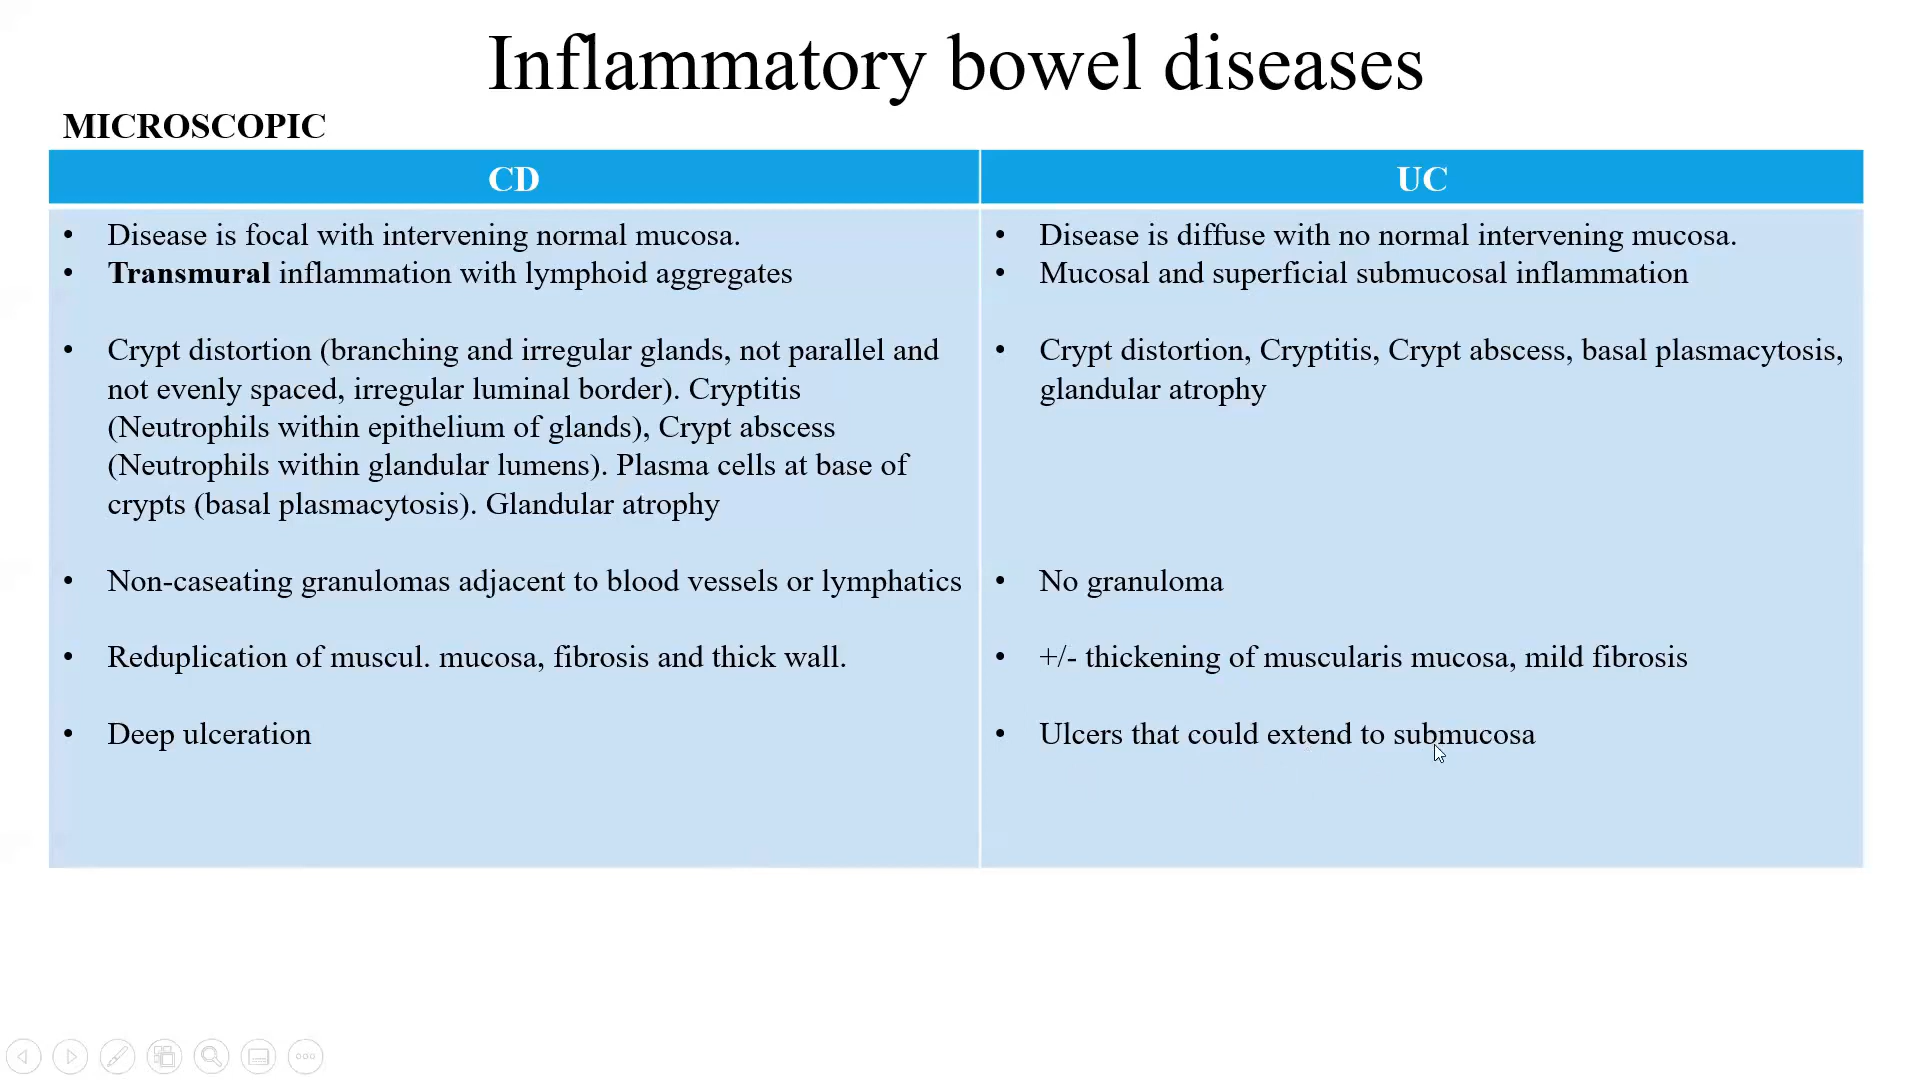 Inflammatory bowel diseases
MICROSCOPIC
CD
UC
• Disease is focal with intervening normal mucosa.
• Transmural inflammation with lymphoid aggregates
• Crypt distortion (branching and irregular glands, not parallel and
not evenly spaced, irregular luminal border). Cryptitis
(Neutrophils within epithelium of glands), Crypt abscess
(Neutrophils within glandular lumens). Plasma cells at base of
crypts (basal plasmacytosis). Glandular atrophy
• Non-caseating granulomas adjacent to blood vessels or lymphatics
• Reduplication of muscul. mucosa, fibrosis and thick wall.
• Deep ulceration
• Disease is diffuse with no normal intervening mucosa.
• Mucosal and superficial submucosal inflammation
• Crypt distortion, Cryptitis, Crypt abscess, basal plasmacytosis,
glandular atrophy
• No granuloma
• +/- thickening of muscularis mucosa, mild fibrosis
• Ulcers that could extend to submucosa